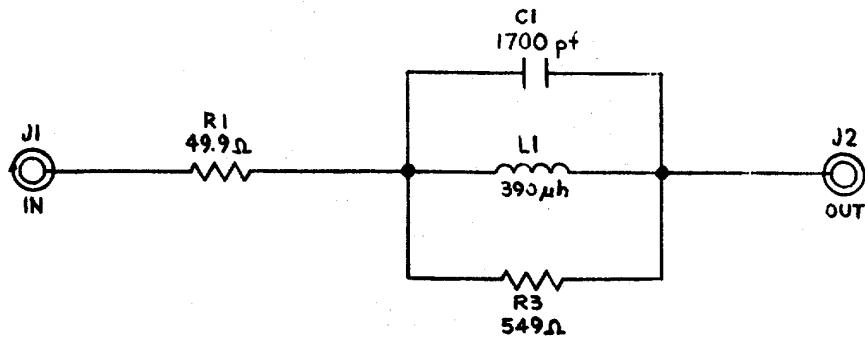 C1
1700 pf
J1
IN
R1
49.9Ω
L1
390μh
J2
OUT
R3
549Ω